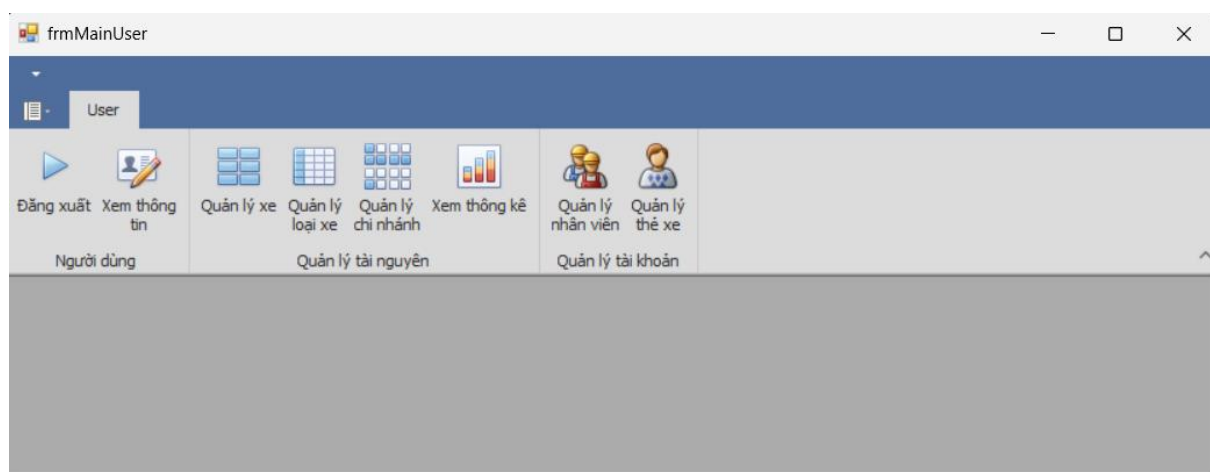 frmMainUser
User
Đăng xuất
Xem thông
tin
Quản lý xe
Quản lý
loại xe
Quản lý
chi nhánh
Xem thông kê
Quản lý
nhân viên
Quản lý
thẻ xe
Người dùng
Quản lý tài nguyên
Quản lý tài khoản